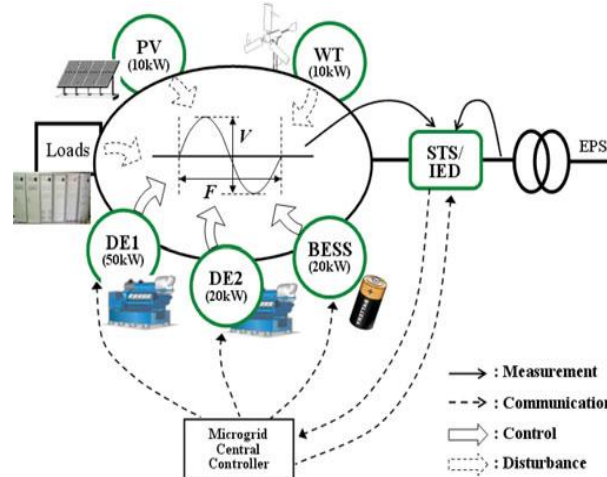 PV
(10kW)
WT
(10kW)
Loads
V
F
STS/
IED
EPS
DE1
(50kW)
DE2
(20kW)
BESS
(20kW)
Microgrid
Central
Controller
: Measurement
: Communication
: Control
: Disturbance